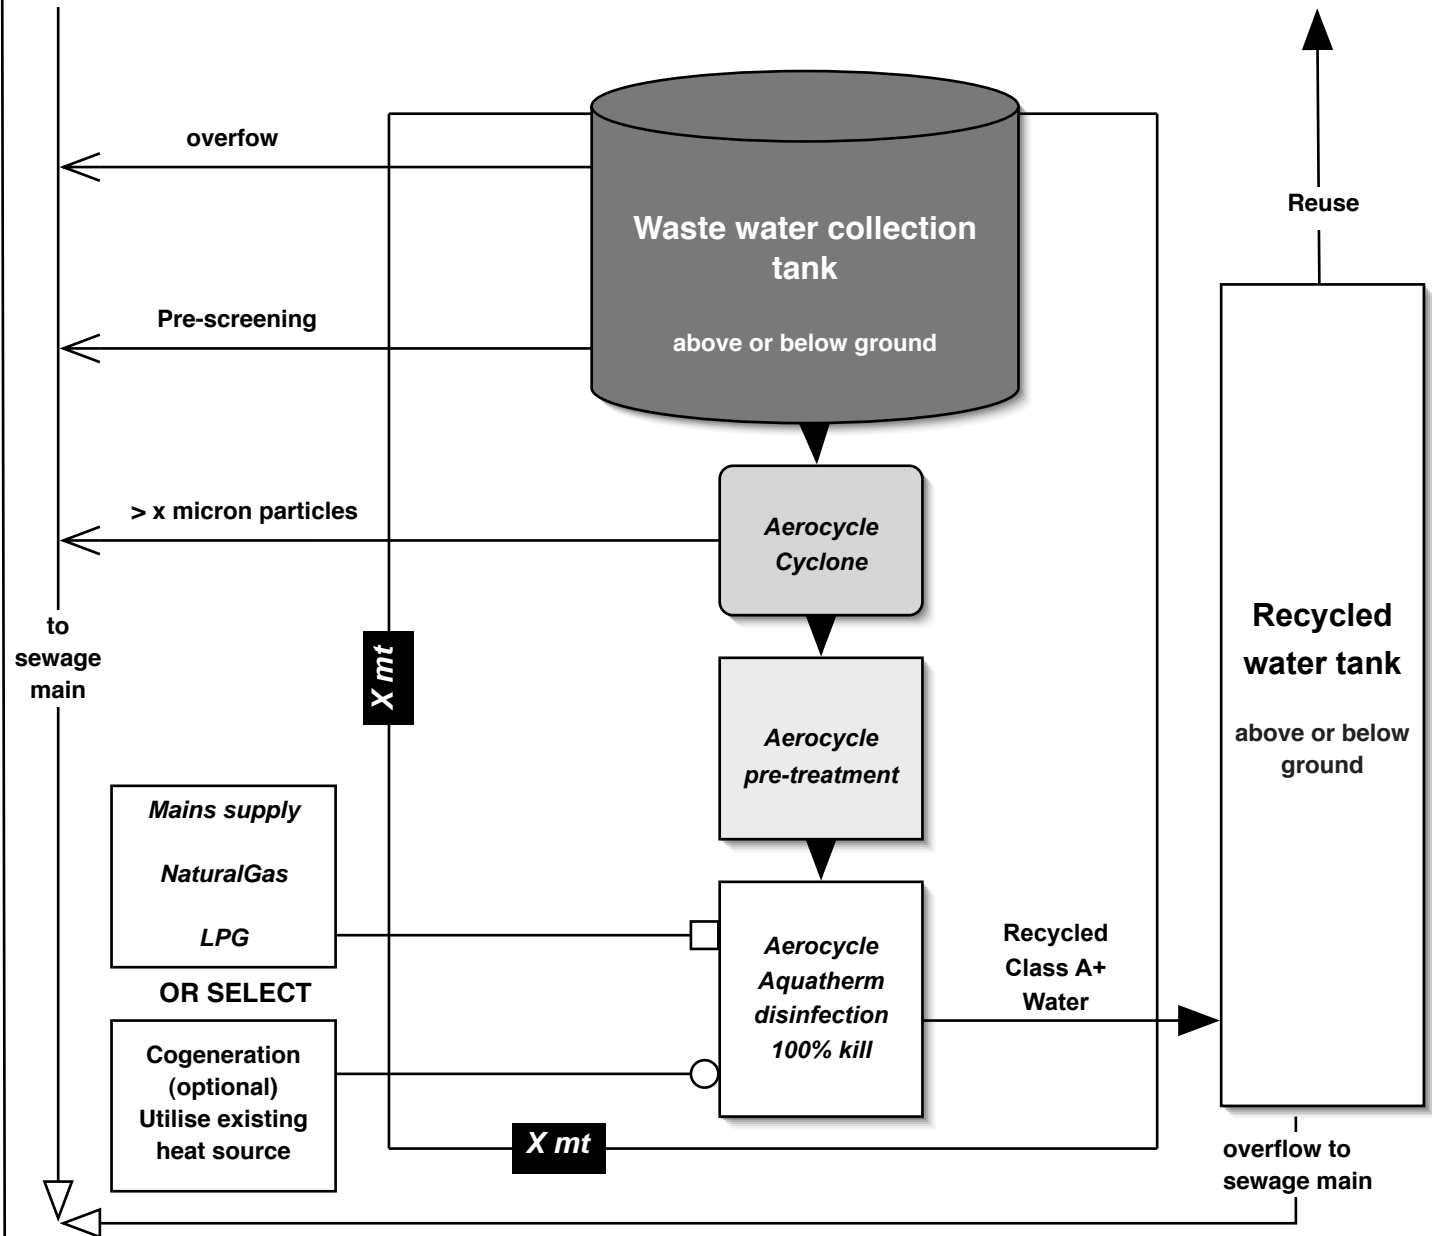 overfow
Reuse
Waste water collection
tank
above or below ground
Pre-screening
> x micron particles
Aerocycle
Cyclone
to
sewage
main
X mt
Recycled
water tank
above or below
ground
Aerocycle
pre-treatment
Mains supply
NaturalGas
LPG
OR SELECT
Cogeneration
(optional)
Utilise existing
heat source
Aerocycle
Aquatherm
disinfection
100% kill
Recycled
Class A+
Water
X mt
overflow to
sewage main